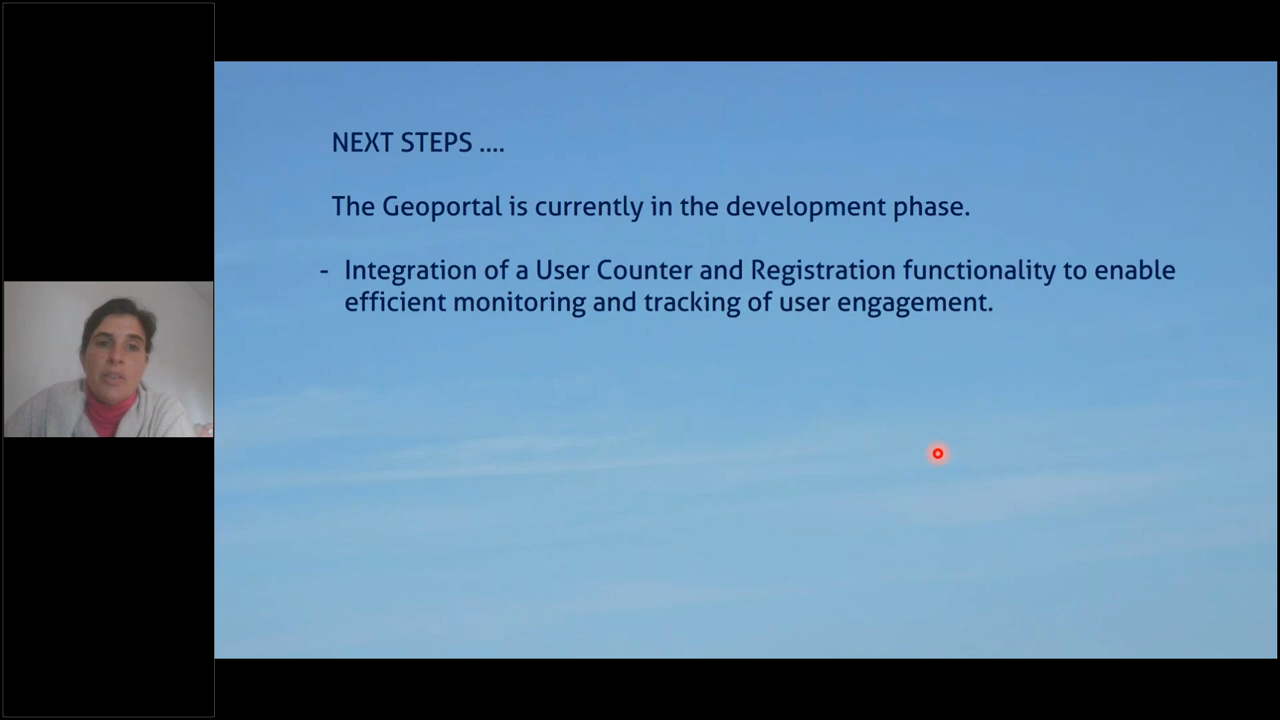 NEXT STEPS ....
The Geoportal is currently in the development phase.
- Integration of a User Counter and Registration functionality to enable
efficient monitoring and tracking of user engagement.